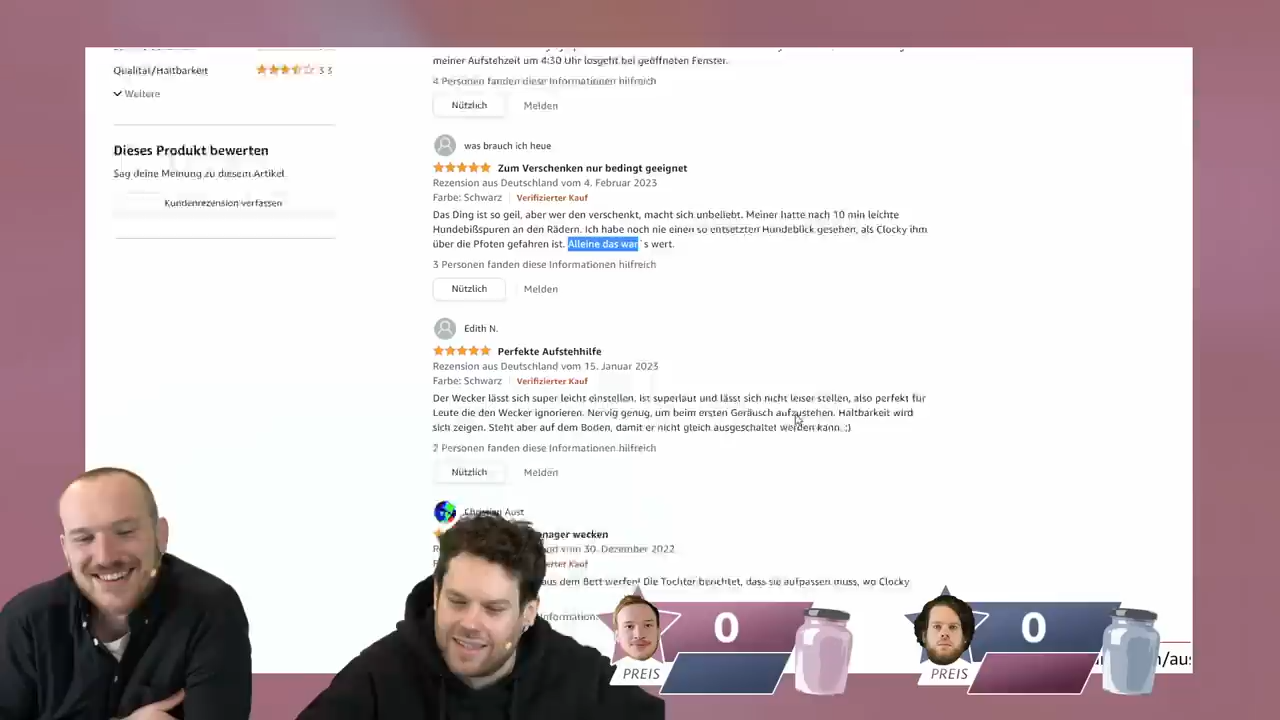 meiner Aufstehzeit um 4:30 Uhr losgeht bei geöffneten Fenster.
4 Personen fanden diese Informationen hilfreich
Nützlich Melden
Qualität/Haltbarkeit 3,3
Weitere
Dieses Produkt bewerten
Sag deine Meinung zu diesem Artikel
Kundenrezension verfassen
was brauch ich heue
Zum Verschenken nur bedingt geeignet
Rezension aus Deutschland vom 4. Februar 2023
Farbe: Schwarz | Verifizierter Kauf
Das Ding ist so geil, aber wer den verschenkt, macht sich unbeliebt. Meiner hatte nach 10 min leichte
Hundebißspuren an den Rädern. Ich habe noch nie einen so entsetzten Hundeblick gesehen, als Clocky ihm
über die Pfoten gefahren ist. Alleine das war`s wert.
3 Personen fanden diese Informationen hilfreich
Nützlich Melden
Edith N.
Perfekte Aufstehhilfe
Rezension aus Deutschland vom 15. Januar 2023
Farbe: Schwarz | Verifizierter Kauf
Der Wecker lässt sich super leicht einstellen, ist superlaut und lässt sich nicht leiser stellen, also perfekt für
Leute die den Wecker ignorieren. Nervig genug, um beim ersten Geräusch aufzustehen. Haltbarkeit wird
sich zeigen. Steht aber auf dem Boden, damit er nicht gleich ausgeschaltet werden kann. ;)
2 Personen fanden diese Informationen hilfreich
Nützlich Melden
Christian Aust
enager wecken
nd vom 30. Dezember 2022
erter Kauf
aus dem Bett werfen! Die Tochter berichtet, dass sie aufpassen muss, wo Clocky
nformation
0
PREIS
0
PREIS
/aus